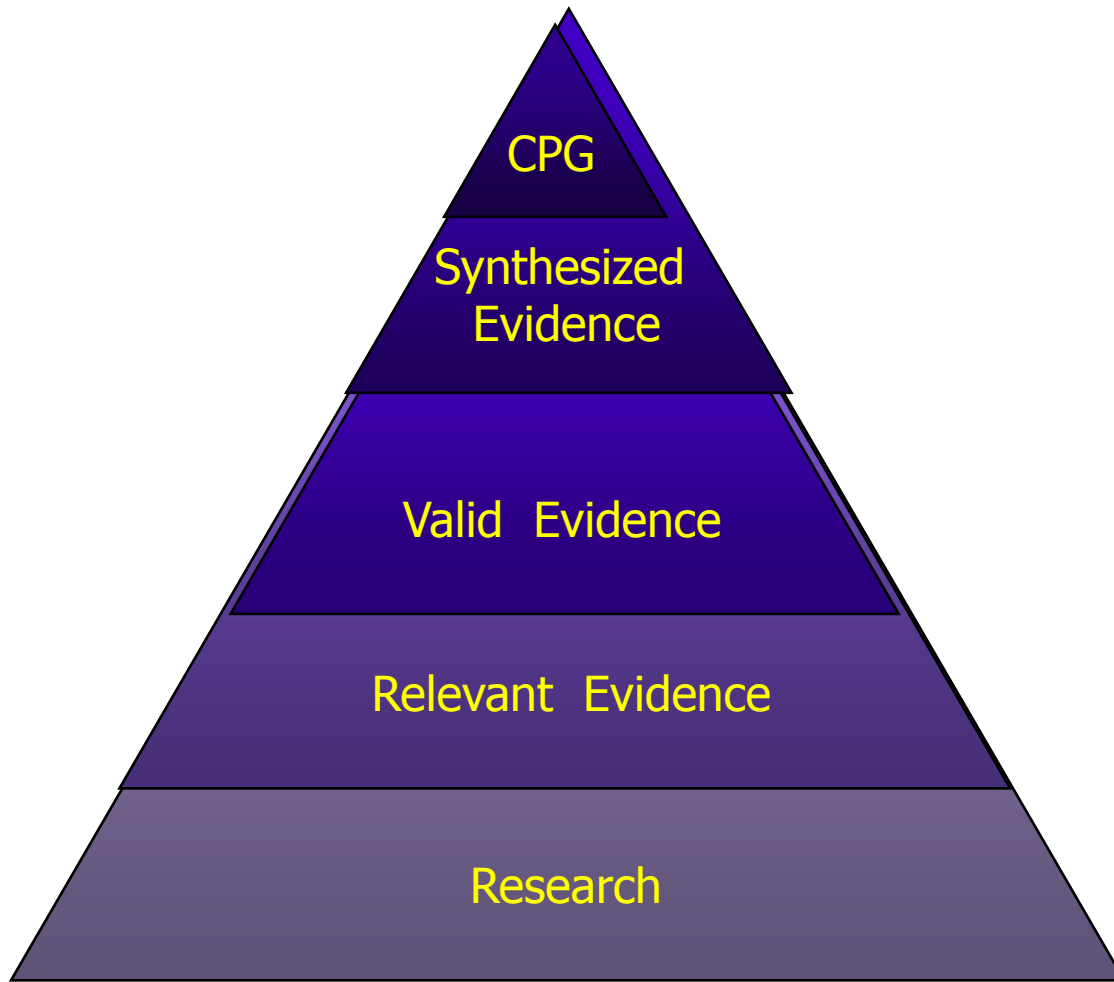 CPG
Synthesized
Evidence
Valid Evidence
Relevant Evidence
Research